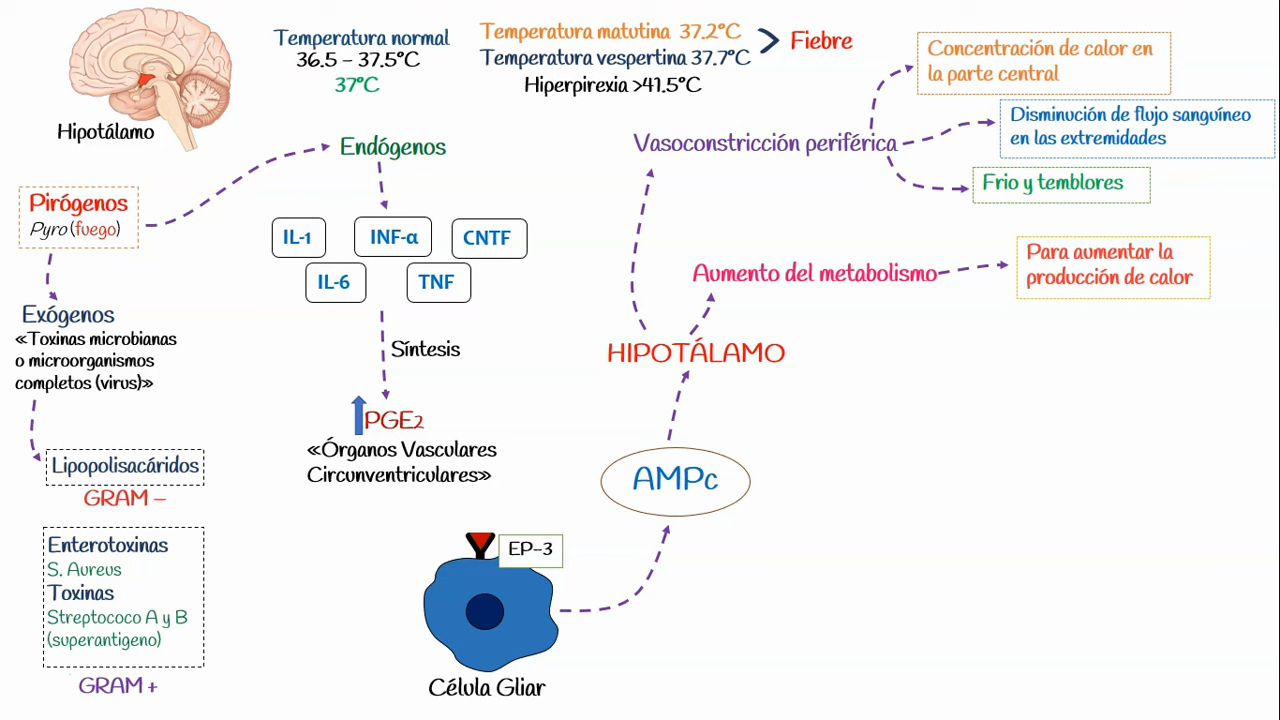 Hipotálamo
Temperatura normal
36.5 – 37.5°C
37°C
Temperatura matutina 37.2°C
Temperatura vespertina 37.7°C
> Fiebre
Hiperpirexia >41.5°C
Pirógenos
Pyro (fuego)
Exógenos
«Toxinas microbianas
o microorganismos
completos (virus)»
Lipopolisacáridos
GRAM –
Enterotoxinas
S. Aureus
Toxinas
Streptococo A y B
(superantigeno)
GRAM +
Endógenos
IL-1
INF-α
CNTF
IL-6
TNF
Síntesis
PGE2
«Órganos Vasculares
Circunventriculares»
EP-3
Célula Gliar
AMPc
HIPOTÁLAMO
Vasoconstricción periférica
Concentración de calor en
la parte central
Disminución de flujo sanguíneo
en las extremidades
Frio y temblores
Aumento del metabolismo
Para aumentar la
producción de calor